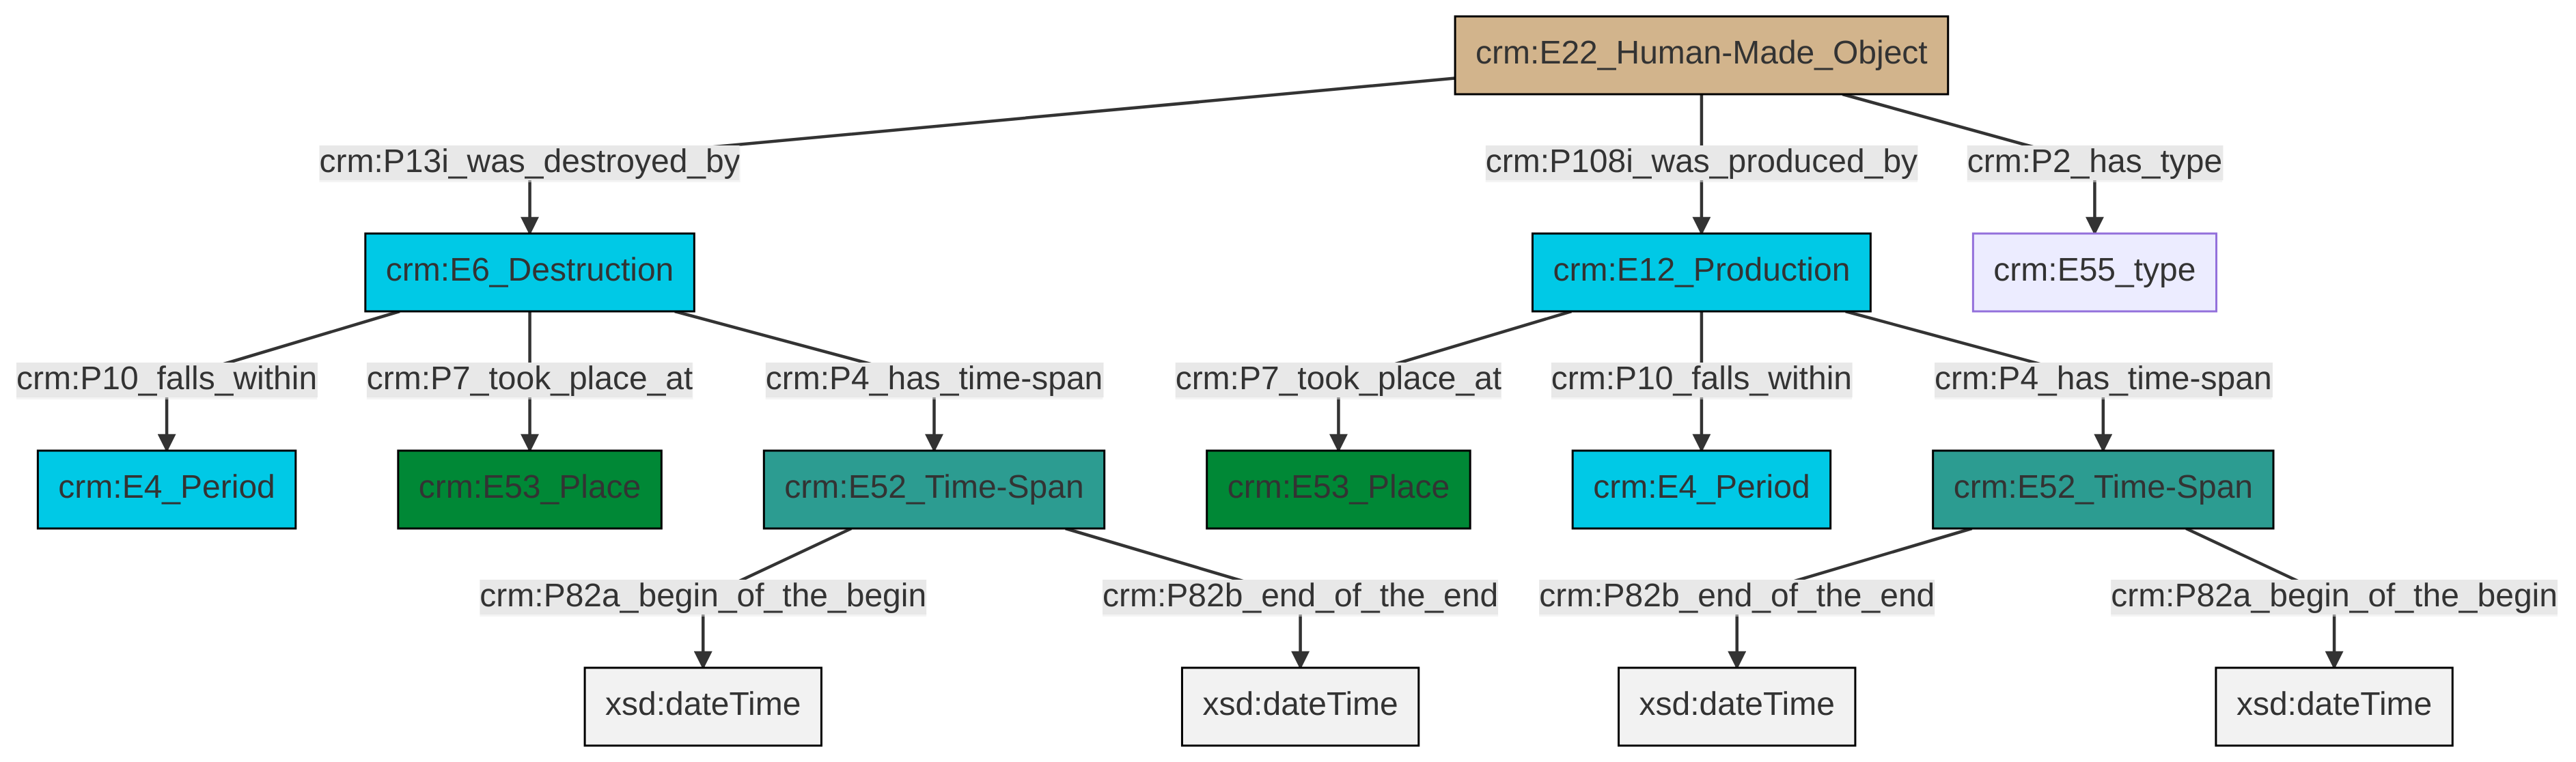 crm:E22_Human-Made_Object
crm:P13i_was_destroyed_by
crm:P108i_was_produced_by
crm:P2_has_type
crm:E6_Destruction
crm:E12_Production
crm:E55_type
crm:P10_falls_within
crm:P7_took_place_at
crm:P4_has_time-span
crm:P7_took_place_at
crm:P10_falls_within
crm:P4_has_time-span
crm:E4_Period
crm:E53_Place
crm:E52_Time-Span
crm:E53_Place
crm:E4_Period
crm:E52_Time-Span
crm:P82a_begin_of_the_begin
crm:P82b_end_of_the_end
crm:P82b_end_of_the_end
crm:P82a_begin_of_the_begin
xsd:dateTime
xsd:dateTime
xsd:dateTime
xsd:dateTime